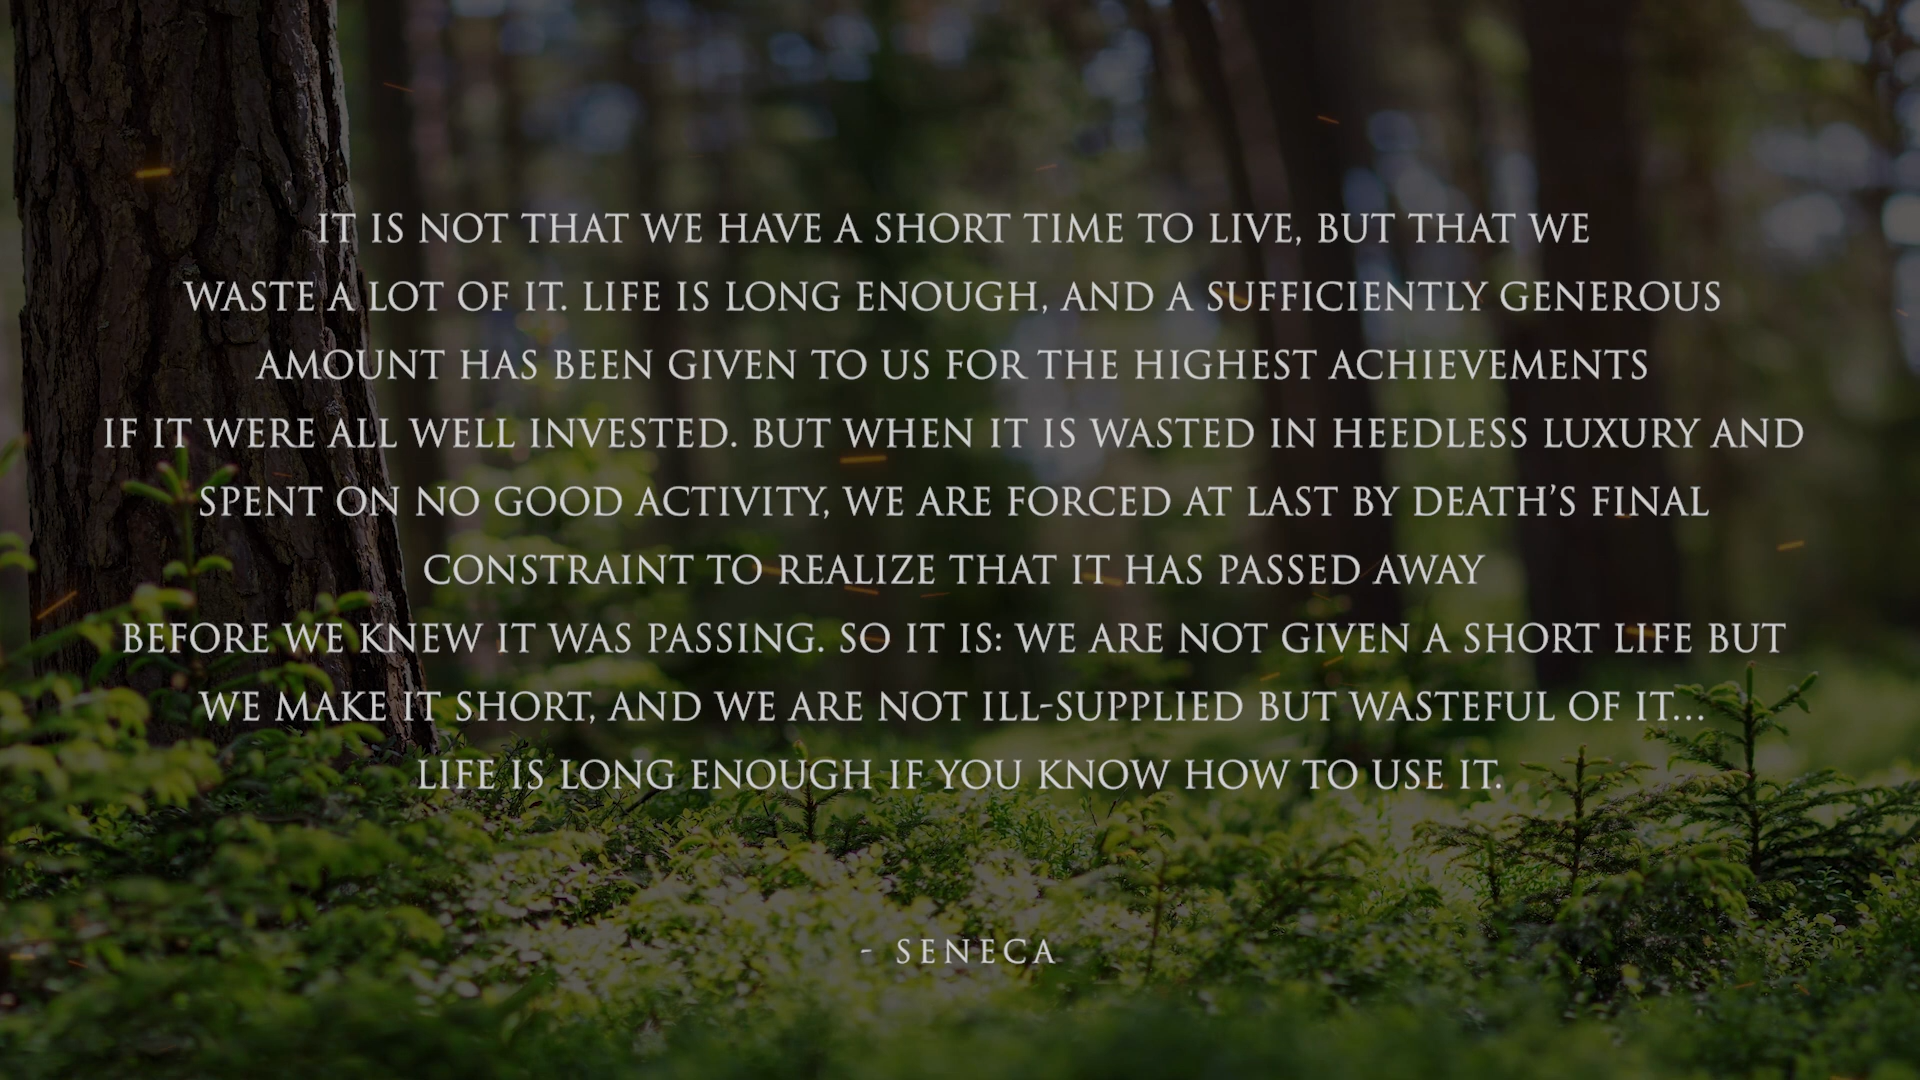 IT IS NOT THAT WE HAVE A SHORT TIME TO LIVE, BUT THAT WE
WASTE A LOT OF IT. LIFE IS LONG ENOUGH, AND A SUFFICIENTLY GENEROUS
AMOUNT HAS BEEN GIVEN TO US FOR THE HIGHEST ACHIEVEMENTS
IF IT WERE ALL WELL INVESTED. BUT WHEN IT IS WASTED IN HEEDLESS LUXURY AND
SPENT ON NO GOOD ACTIVITY, WE ARE FORCED AT LAST BY DEATH’S FINAL
CONSTRAINT TO REALIZE THAT IT HAS PASSED AWAY
BEFORE WE KNEW IT WAS PASSING. SO IT IS: WE ARE NOT GIVEN A SHORT LIFE BUT
WE MAKE IT SHORT, AND WE ARE NOT ILL-SUPPLIED BUT WASTEFUL OF IT...
LIFE IS LONG ENOUGH IF YOU KNOW HOW TO USE IT.
- SENECA